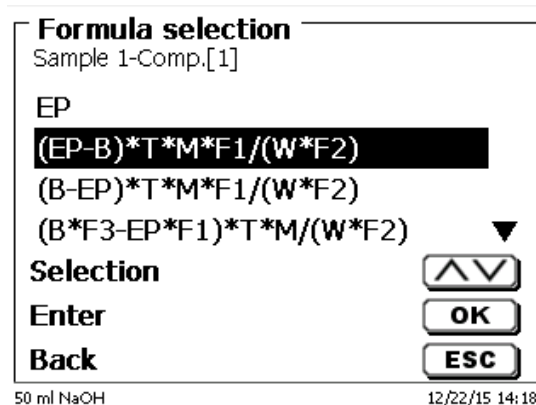 Formula selection
Sample 1-Comp.[1]
EP
(EP-B)*T*M*F1/(W*F2)
(B-EP)*T*M*F1/(W*F2)
(B*F3-EP*F1)*T*M/(W*F2)
Selection
Enter OK
Back ESC
50 ml NaOH 12/22/15 14:18